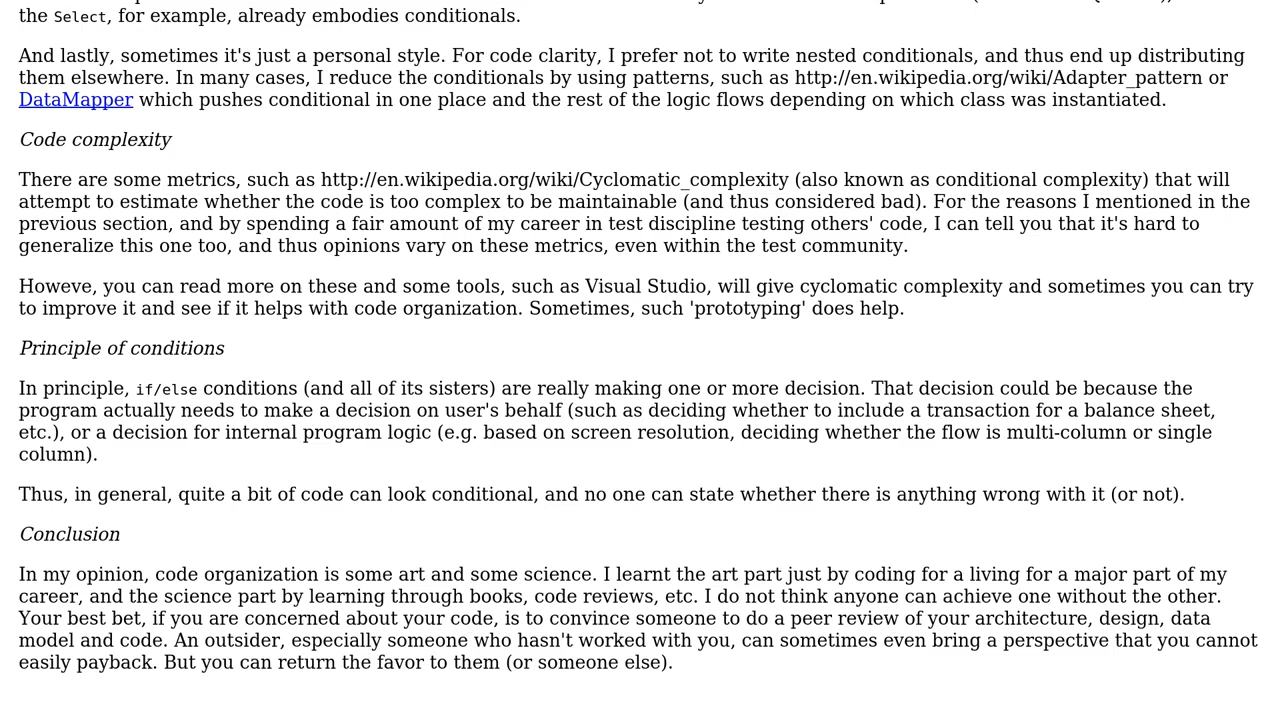 the Select, for example, already embodies conditionals.
And lastly, sometimes it's just a personal style. For code clarity, I prefer not to write nested conditionals, and thus end up distributing
them elsewhere. In many cases, I reduce the conditionals by using patterns, such as http://en.wikipedia.org/wiki/Adapter_pattern or
DataMapper which pushes conditional in one place and the rest of the logic flows depending on which class was instantiated.
Code complexity
There are some metrics, such as http://en.wikipedia.org/wiki/Cyclomatic_complexity (also known as conditional complexity) that will
attempt to estimate whether the code is too complex to be maintainable (and thus considered bad). For the reasons I mentioned in the
previous section, and by spending a fair amount of my career in test discipline testing others' code, I can tell you that it's hard to
generalize this one too, and thus opinions vary on these metrics, even within the test community.
Howeve, you can read more on these and some tools, such as Visual Studio, will give cyclomatic complexity and sometimes you can try
to improve it and see if it helps with code organization. Sometimes, such 'prototyping' does help.
Principle of conditions
In principle, if/else conditions (and all of its sisters) are really making one or more decision. That decision could be because the
program actually needs to make a decision on user's behalf (such as deciding whether to include a transaction for a balance sheet,
etc.), or a decision for internal program logic (e.g. based on screen resolution, deciding whether the flow is multi-column or single
column).
Thus, in general, quite a bit of code can look conditional, and no one can state whether there is anything wrong with it (or not).
Conclusion
In my opinion, code organization is some art and some science. I learnt the art part just by coding for a living for a major part of my
career, and the science part by learning through books, code reviews, etc. I do not think anyone can achieve one without the other.
Your best bet, if you are concerned about your code, is to convince someone to do a peer review of your architecture, design, data
model and code. An outsider, especially someone who hasn't worked with you, can sometimes even bring a perspective that you cannot
easily payback. But you can return the favor to them (or someone else).